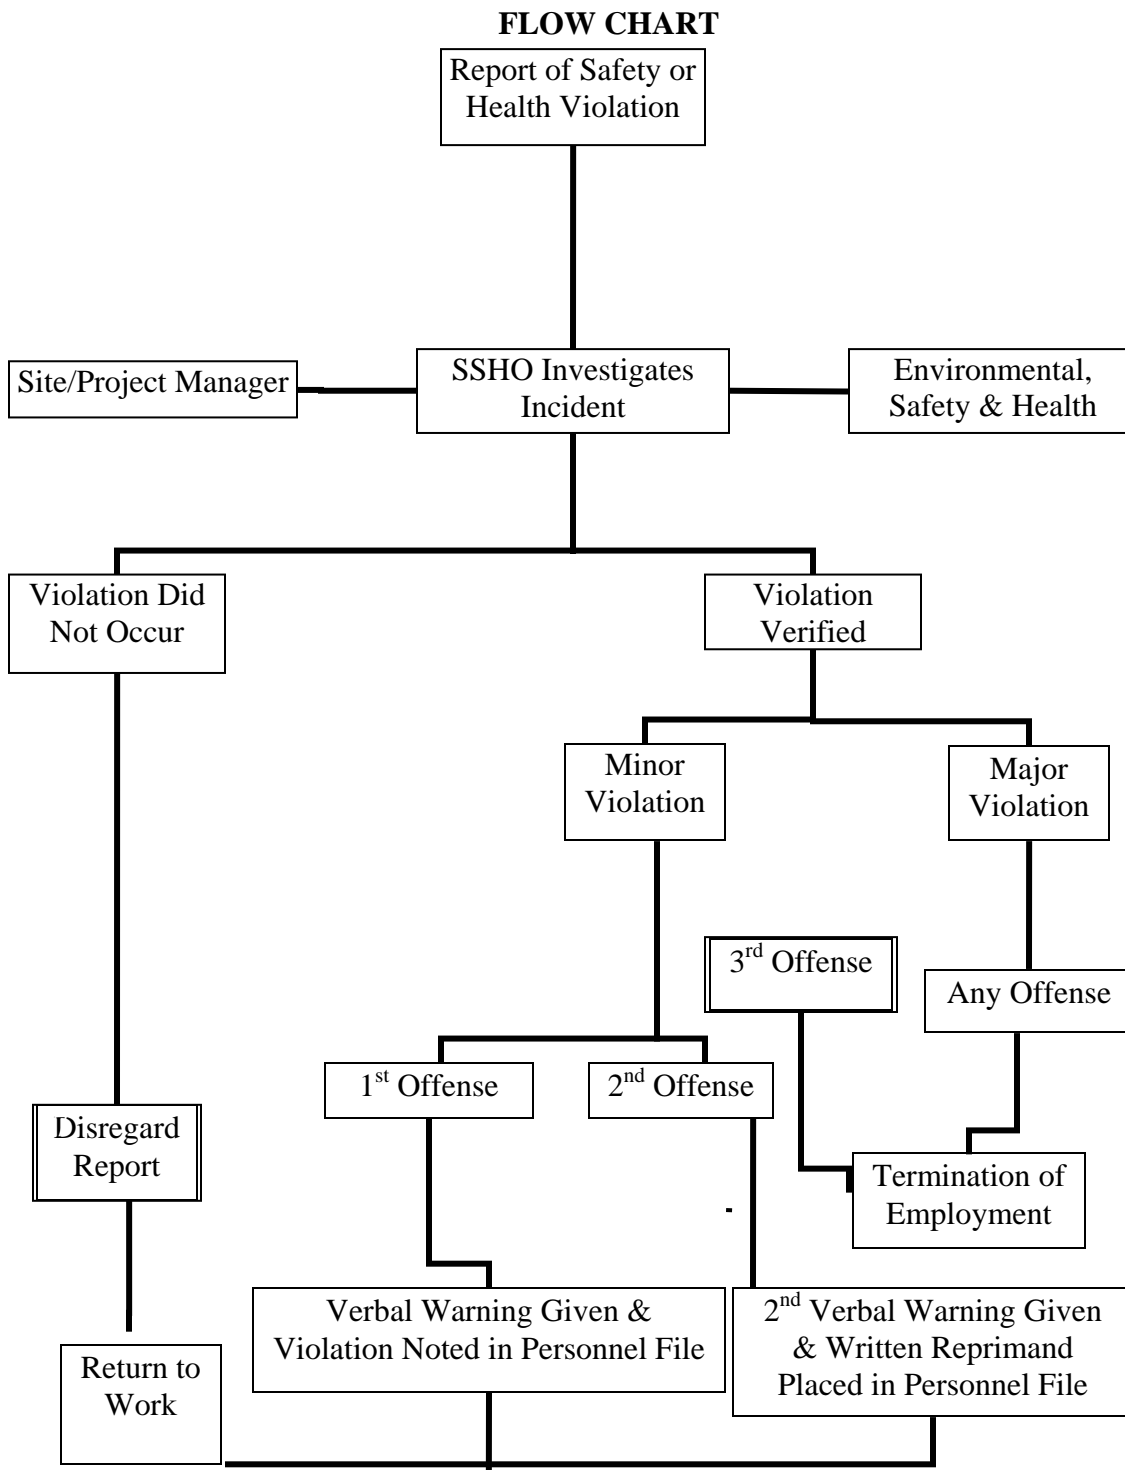 FLOW CHART
Report of Safety or
Health Violation
Site/Project Manager
SSHO Investigates
Incident
Environmental,
Safety & Health
Violation Did
Not Occur
Violation
Verified
Minor
Violation
Major
Violation
3rd Offense
Any Offense
1st Offense
2nd Offense
Disregard
Report
Termination of
Employment
Verbal Warning Given &
Violation Noted in Personnel File
2nd Verbal Warning Given
& Written Reprimand
Placed in Personnel File
Return to
Work